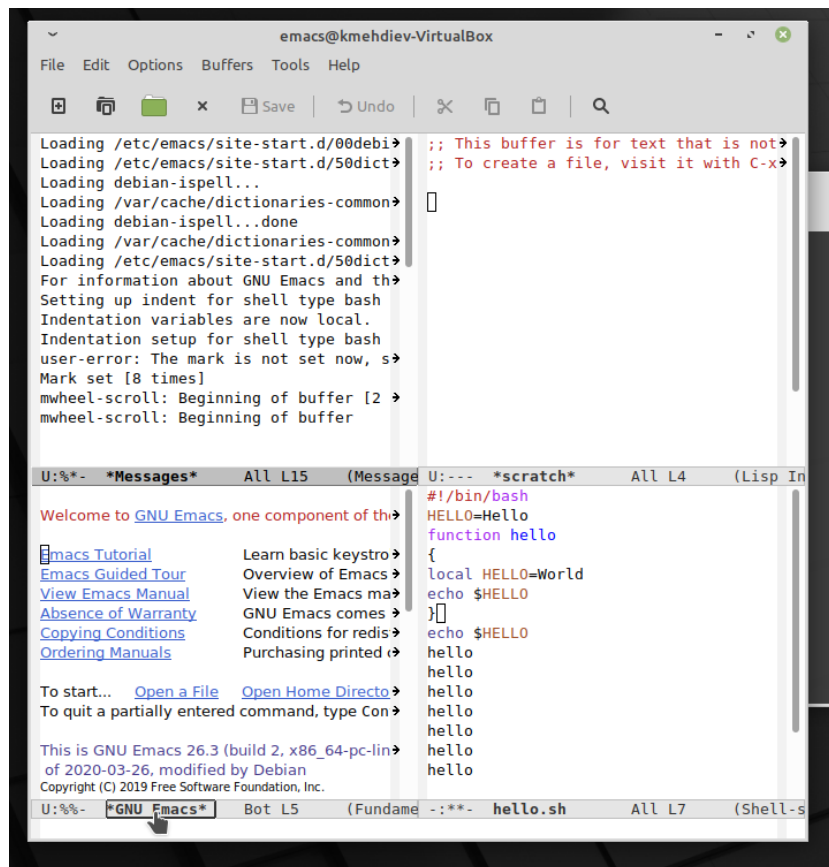 emacs@kmehdiev-VirtualBox
File Edit Options Buffers Tools Help
Save Undo
Loading /etc/emacs/site-start.d/00debi
Loading /etc/emacs/site-start.d/50dict
Loading debian-ispell...
Loading /var/cache/dictionaries-common
Loading debian-ispell...done
Loading /var/cache/dictionaries-common
Loading /etc/emacs/site-start.d/50dict
For information about GNU Emacs and th
Setting up indent for shell type bash
Indentation variables are now local.
Indentation setup for shell type bash
user-error: The mark is not set now, s
Mark set [8 times]
mwheel-scroll: Beginning of buffer [2
mwheel-scroll: Beginning of buffer
U:%*- *Messages* All L15 (Message
;; This buffer is for text that is not
;; To create a file, visit it with C-x
U:--- *scratch* All L4 (Lisp In
Welcome to GNU Emacs, one component of the
Emacs Tutorial Learn basic keystro
Emacs Guided Tour Overview of Emacs
View Emacs Manual View the Emacs ma
Absence of Warranty GNU Emacs comes
Copying Conditions Conditions for redis
Ordering Manuals Purchasing printed
To start... Open a File Open Home Directo
To quit a partially entered command, type Con
This is GNU Emacs 26.3 (build 2, x86_64-pc-lin
of 2020-03-26, modified by Debian
Copyright (C) 2019 Free Software Foundation, Inc.
U:%%- *GNU Emacs* Bot L5 (Fundame
#!/bin/bash
HELLO=Hello
function hello
{
local HELLO=World
echo $HELLO
}
echo $HELLO
hello
hello
hello
hello
hello
hello
hello
-:**- hello.sh All L7 (Shell-s